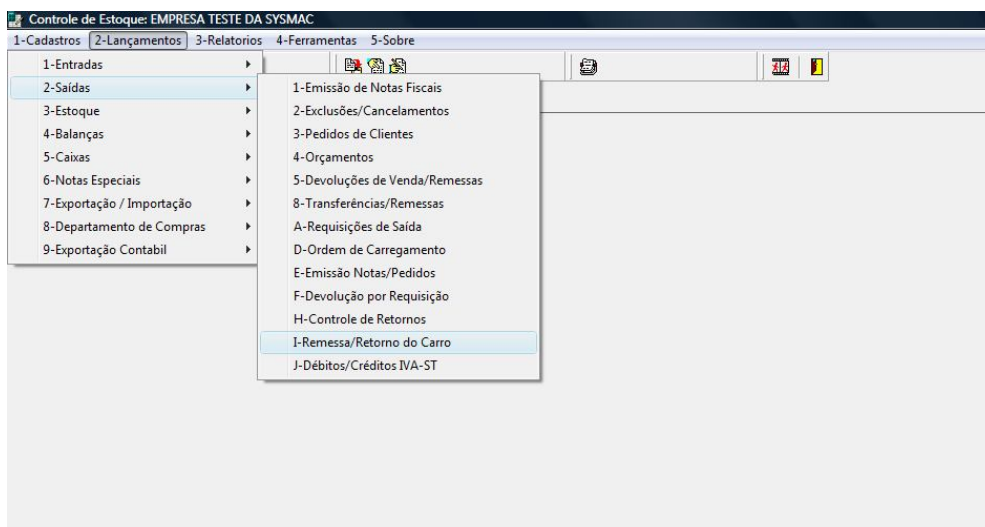 Controle de Estoque: EMPRESA TESTE DA SYSMAC
1-Cadastros 2-Lançamentos 3-Relatorios 4-Ferramentas 5-Sobre
1-Entradas
2-Saídas
3-Estoque
4-Balanças
5-Caixas
6-Notas Especiais
7-Exportação / Importação
8-Departamento de Compras
9-Exportação Contabil
1-Emissão de Notas Fiscais
2-Exclusões/Cancelamentos
3-Pedidos de Clientes
4-Orçamentos
5-Devoluções de Venda/Remessas
8-Transferências/Remessas
A-Requisições de Saída
D-Ordem de Carregamento
E-Emissão Notas/Pedidos
F-Devolução por Requisição
H-Controle de Retornos
I-Remessa/Retorno do Carro
J-Débitos/Créditos IVA-ST